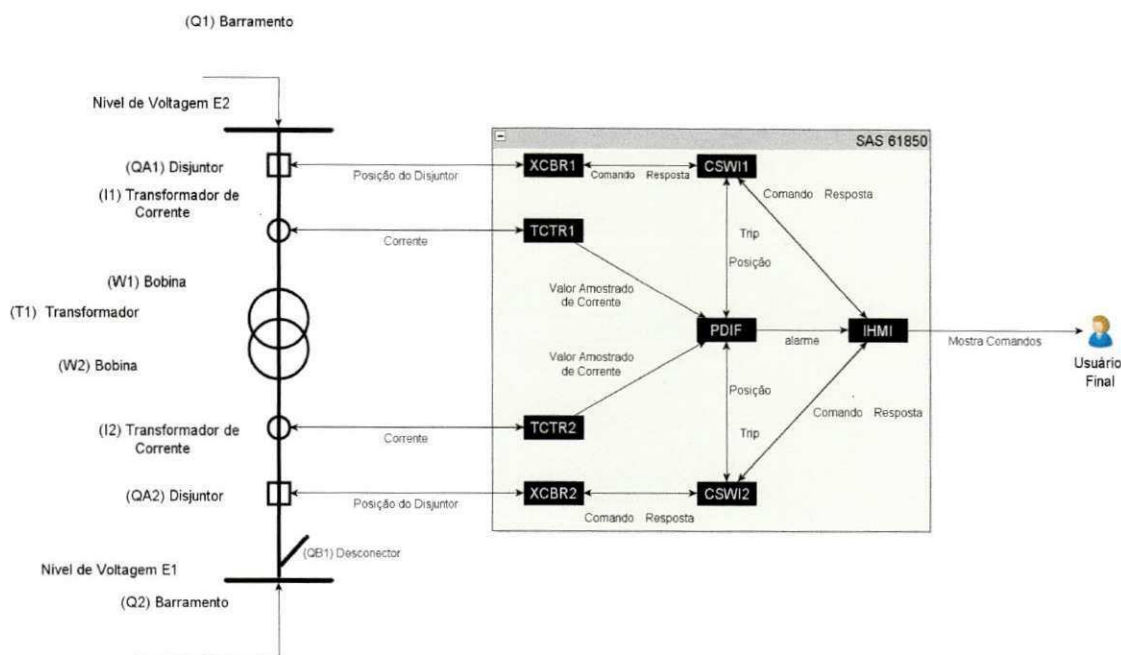 (Q1) Barramento
Nível de Voltagem E2
SAS 61850
(QA1) Disjuntor
Posição do Disjuntor
XCBR1
Comando Resposta
CSWI1
(I1) Transformador de
Corrente
Comando Resposta
Corrente
TCTR1
Trip
Posição
(W1) Bobina
Valor Amostrado
de Corrente
(T1) Transformador
PDIF
alarme
IHMI
Mostra Comandos
Usuário
Final
(W2) Bobina
Valor Amostrado
de Corrente
Posição
Comando Resposta
(I2) Transformador de
Corrente
Corrente
TCTR2
Trip
(QA2) Disjuntor
Posição do Disjuntor
XCBR2
Comando Resposta
CSWI2
(QB1) Desconector
Nível de Voltagem E1
(Q2) Barramento